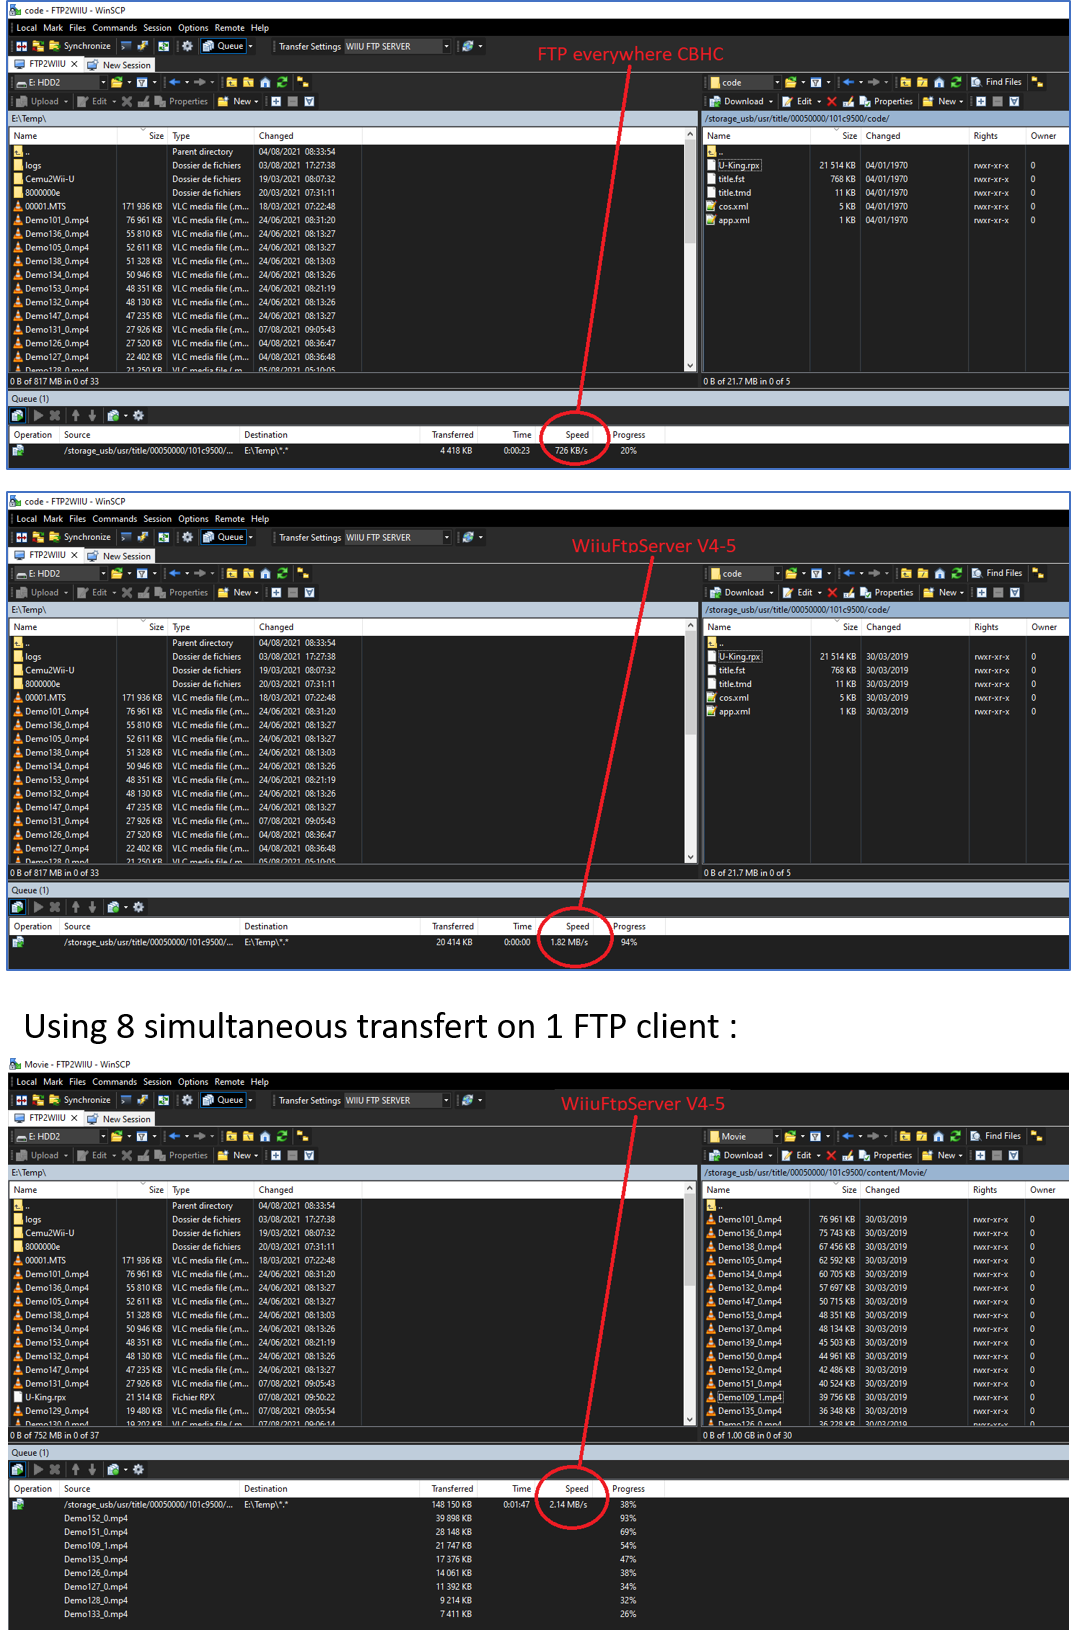 code - FTP2WIIU - WinSCP
Local Mark Files Commands Session Options Remote Help
Synchronize Queue Transfer Settings WIIU FTP SERVER
FTP everywhere CBHC
FTP2WIIU X New Session
E: HDD2 code Find Files
Upload Edit Properties New Download Edit Properties New
E:\Temp\ /storage_usb/usr/title/00050000/101c9500/code/
Name Size Type Changed Name Size Changed Rights Owner
.. Parent directory 04/08/2021 08:33:54 ..
logs Dossier de fichiers 03/08/2021 17:27:38 U-King.rpx 21 514 KB 04/01/1970 rwxr-xr-x 0
Cemu2Wii-U Dossier de fichiers 19/03/2021 08:07:32 title.fst 768 KB 04/01/1970 rwxr-xr-x 0
8000000e Dossier de fichiers 20/03/2021 07:31:11 title.tmd 11 KB 04/01/1970 rwxr-xr-x 0
00001.MTS 171 936 KB VLC media file (.m... 18/03/2021 07:22:48 cos.xml 5 KB 04/01/1970 rwxr-xr-x 0
Demo101_0.mp4 76 961 KB VLC media file (.m... 24/06/2021 08:31:20 app.xml 1 KB 04/01/1970 rwxr-xr-x 0
Demo136_0.mp4 55 810 KB VLC media file (.m... 24/06/2021 08:13:27
Demo105_0.mp4 52 611 KB VLC media file (.m... 24/06/2021 08:13:27
Demo138_0.mp4 51 328 KB VLC media file (.m... 24/06/2021 08:13:03
Demo134_0.mp4 50 946 KB VLC media file (.m... 24/06/2021 08:13:26
Demo153_0.mp4 48 351 KB VLC media file (.m... 24/06/2021 08:21:19
Demo132_0.mp4 48 130 KB VLC media file (.m... 24/06/2021 08:13:26
Demo147_0.mp4 47 235 KB VLC media file (.m... 24/06/2021 08:13:27
Demo131_0.mp4 27 926 KB VLC media file (.m... 07/08/2021 09:05:43
Demo126_0.mp4 27 520 KB VLC media file (.m... 04/08/2021 08:36:47
Demo127_0.mp4 22 402 KB VLC media file (.m... 04/08/2021 08:36:48
Demo128_0.mp4 21 250 KB VLC media file (.m... 05/08/2021 05:10:05
0 B of 817 MB in 0 of 33 0 B of 21.7 MB in 0 of 5
Queue (1)
Operation Source Destination Transferred Time Speed Progress
/storage_usb/usr/title/00050000/101c9500/... E:\Temp\*.* 4 418 KB 0:00:23 726 KB/s 20%
code - FTP2WIIU - WinSCP
Local Mark Files Commands Session Options Remote Help
Synchronize Queue Transfer Settings WIIU FTP SERVER
WiiuFtpServer V4-5
FTP2WIIU X New Session
E: HDD2 code Find Files
Upload Edit Properties New Download Edit Properties New
E:\Temp\ /storage_usb/usr/title/00050000/101c9500/code/
Name Size Type Changed Name Size Changed Rights Owner
.. Parent directory 04/08/2021 08:33:54 ..
logs Dossier de fichiers 03/08/2021 17:27:38 U-King.rpx 21 514 KB 30/03/2019 rwxr-xr-x 0
Cemu2Wii-U Dossier de fichiers 19/03/2021 08:07:32 title.fst 768 KB 30/03/2019 rwxr-xr-x 0
8000000e Dossier de fichiers 20/03/2021 07:31:11 title.tmd 11 KB 30/03/2019 rwxr-xr-x 0
00001.MTS 171 936 KB VLC media file (.m... 18/03/2021 07:22:48 cos.xml 5 KB 30/03/2019 rwxr-xr-x 0
Demo101_0.mp4 76 961 KB VLC media file (.m... 24/06/2021 08:31:20 app.xml 1 KB 30/03/2019 rwxr-xr-x 0
Demo136_0.mp4 55 810 KB VLC media file (.m... 24/06/2021 08:13:27
Demo105_0.mp4 52 611 KB VLC media file (.m... 24/06/2021 08:13:27
Demo138_0.mp4 51 328 KB VLC media file (.m... 24/06/2021 08:13:03
Demo134_0.mp4 50 946 KB VLC media file (.m... 24/06/2021 08:13:26
Demo153_0.mp4 48 351 KB VLC media file (.m... 24/06/2021 08:21:19
Demo132_0.mp4 48 130 KB VLC media file (.m... 24/06/2021 08:13:26
Demo147_0.mp4 47 235 KB VLC media file (.m... 24/06/2021 08:13:27
Demo131_0.mp4 27 926 KB VLC media file (.m... 07/08/2021 09:05:43
Demo126_0.mp4 27 520 KB VLC media file (.m... 04/08/2021 08:36:47
Demo127_0.mp4 22 402 KB VLC media file (.m... 04/08/2021 08:36:48
Demo128_0.mp4 21 250 KB VLC media file (.m... 05/08/2021 05:10:05
0 B of 817 MB in 0 of 33 0 B of 21.7 MB in 0 of 5
Queue (1)
Operation Source Destination Transferred Time Speed Progress
/storage_usb/usr/title/00050000/101c9500/... E:\Temp\*.* 20 414 KB 0:00:00 1.82 MB/s 94%
Using 8 simultaneous transfert on 1 FTP client :
Movie - FTP2WIIU - WinSCP
Local Mark Files Commands Session Options Remote Help
Synchronize Queue Transfer Settings WIIU FTP SERVER
WiiuFtpServer V4-5
FTP2WIIU X New Session
E: HDD2 Movie Find Files
Upload Edit Properties New Download Edit Properties New
E:\Temp\ /storage_usb/usr/title/00050000/101c9500/content/Movie/
Name Size Type Changed Name Size Changed Rights Owner
.. Parent directory 04/08/2021 08:33:54 ..
logs Dossier de fichiers 03/08/2021 17:27:38 Demo101_0.mp4 76 961 KB 30/03/2019 rwxr-xr-x 0
Cemu2Wii-U Dossier de fichiers 19/03/2021 08:07:32 Demo136_0.mp4 75 743 KB 30/03/2019 rwxr-xr-x 0
8000000e Dossier de fichiers 20/03/2021 07:31:11 Demo138_0.mp4 67 456 KB 30/03/2019 rwxr-xr-x 0
00001.MTS 171 936 KB VLC media file (.m... 18/03/2021 07:22:48 Demo105_0.mp4 62 592 KB 30/03/2019 rwxr-xr-x 0
Demo101_0.mp4 76 961 KB VLC media file (.m... 24/06/2021 08:31:20 Demo134_0.mp4 60 705 KB 30/03/2019 rwxr-xr-x 0
Demo136_0.mp4 55 810 KB VLC media file (.m... 24/06/2021 08:13:27 Demo132_0.mp4 57 697 KB 30/03/2019 rwxr-xr-x 0
Demo105_0.mp4 52 611 KB VLC media file (.m... 24/06/2021 08:13:27 Demo147_0.mp4 50 715 KB 30/03/2019 rwxr-xr-x 0
Demo138_0.mp4 51 328 KB VLC media file (.m... 24/06/2021 08:13:03 Demo153_0.mp4 48 351 KB 30/03/2019 rwxr-xr-x 0
Demo134_0.mp4 50 946 KB VLC media file (.m... 24/06/2021 08:13:26 Demo137_0.mp4 48 134 KB 30/03/2019 rwxr-xr-x 0
Demo153_0.mp4 48 351 KB VLC media file (.m... 24/06/2021 08:21:19 Demo139_0.mp4 45 503 KB 30/03/2019 rwxr-xr-x 0
Demo132_0.mp4 48 130 KB VLC media file (.m... 24/06/2021 08:13:26 Demo150_0.mp4 44 961 KB 30/03/2019 rwxr-xr-x 0
Demo147_0.mp4 47 235 KB VLC media file (.m... 24/06/2021 08:13:27 Demo152_0.mp4 42 486 KB 30/03/2019 rwxr-xr-x 0
Demo131_0.mp4 27 926 KB VLC media file (.m... 07/08/2021 09:05:43 Demo151_0.mp4 40 524 KB 30/03/2019 rwxr-xr-x 0
U-King.rpx 21 514 KB Fichier RPX 07/08/2021 09:50:22 Demo109_1.mp4 39 756 KB 30/03/2019 rwxr-xr-x 0
Demo129_0.mp4 19 480 KB VLC media file (.m... 07/08/2021 09:05:54 Demo135_0.mp4 36 348 KB 30/03/2019 rwxr-xr-x 0
Demo130_0.mp4 19 202 KB VLC media file (.m... 07/08/2021 09:06:14 Demo126_0.mp4 36 228 KB 30/03/2019 rwxr-xr-x 0
0 B of 752 MB in 0 of 37 0 B of 1.00 GB in 0 of 30
Queue (1)
Operation Source Destination Transferred Time Speed Progress
/storage_usb/usr/title/00050000/101c9500/... E:\Temp\*.* 148 150 KB 0:01:47 2.14 MB/s 38%
Demo152_0.mp4 39 898 KB 93%
Demo151_0.mp4 28 148 KB 69%
Demo109_1.mp4 21 747 KB 54%
Demo135_0.mp4 17 376 KB 47%
Demo126_0.mp4 14 061 KB 38%
Demo127_0.mp4 11 392 KB 34%
Demo128_0.mp4 9 214 KB 32%
Demo133_0.mp4 7 411 KB 26%